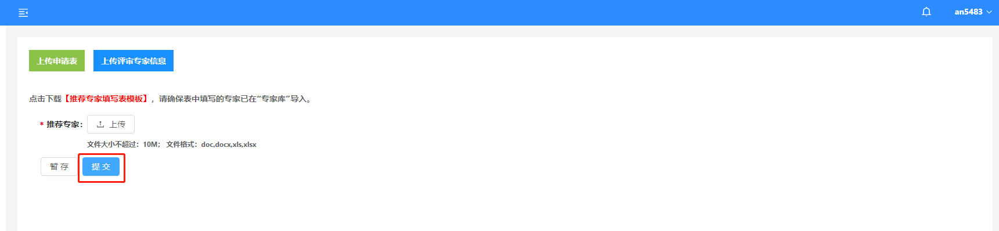 an5483
上传申请表 上传评审专家信息
点击下载【推荐专家填写表模板】，请确保表中填写的专家已在“专家库”导入。
* 推荐专家： 上传
文件大小不超过：10M； 文件格式：doc,docx,xls,xlsx
暂 存 提 交